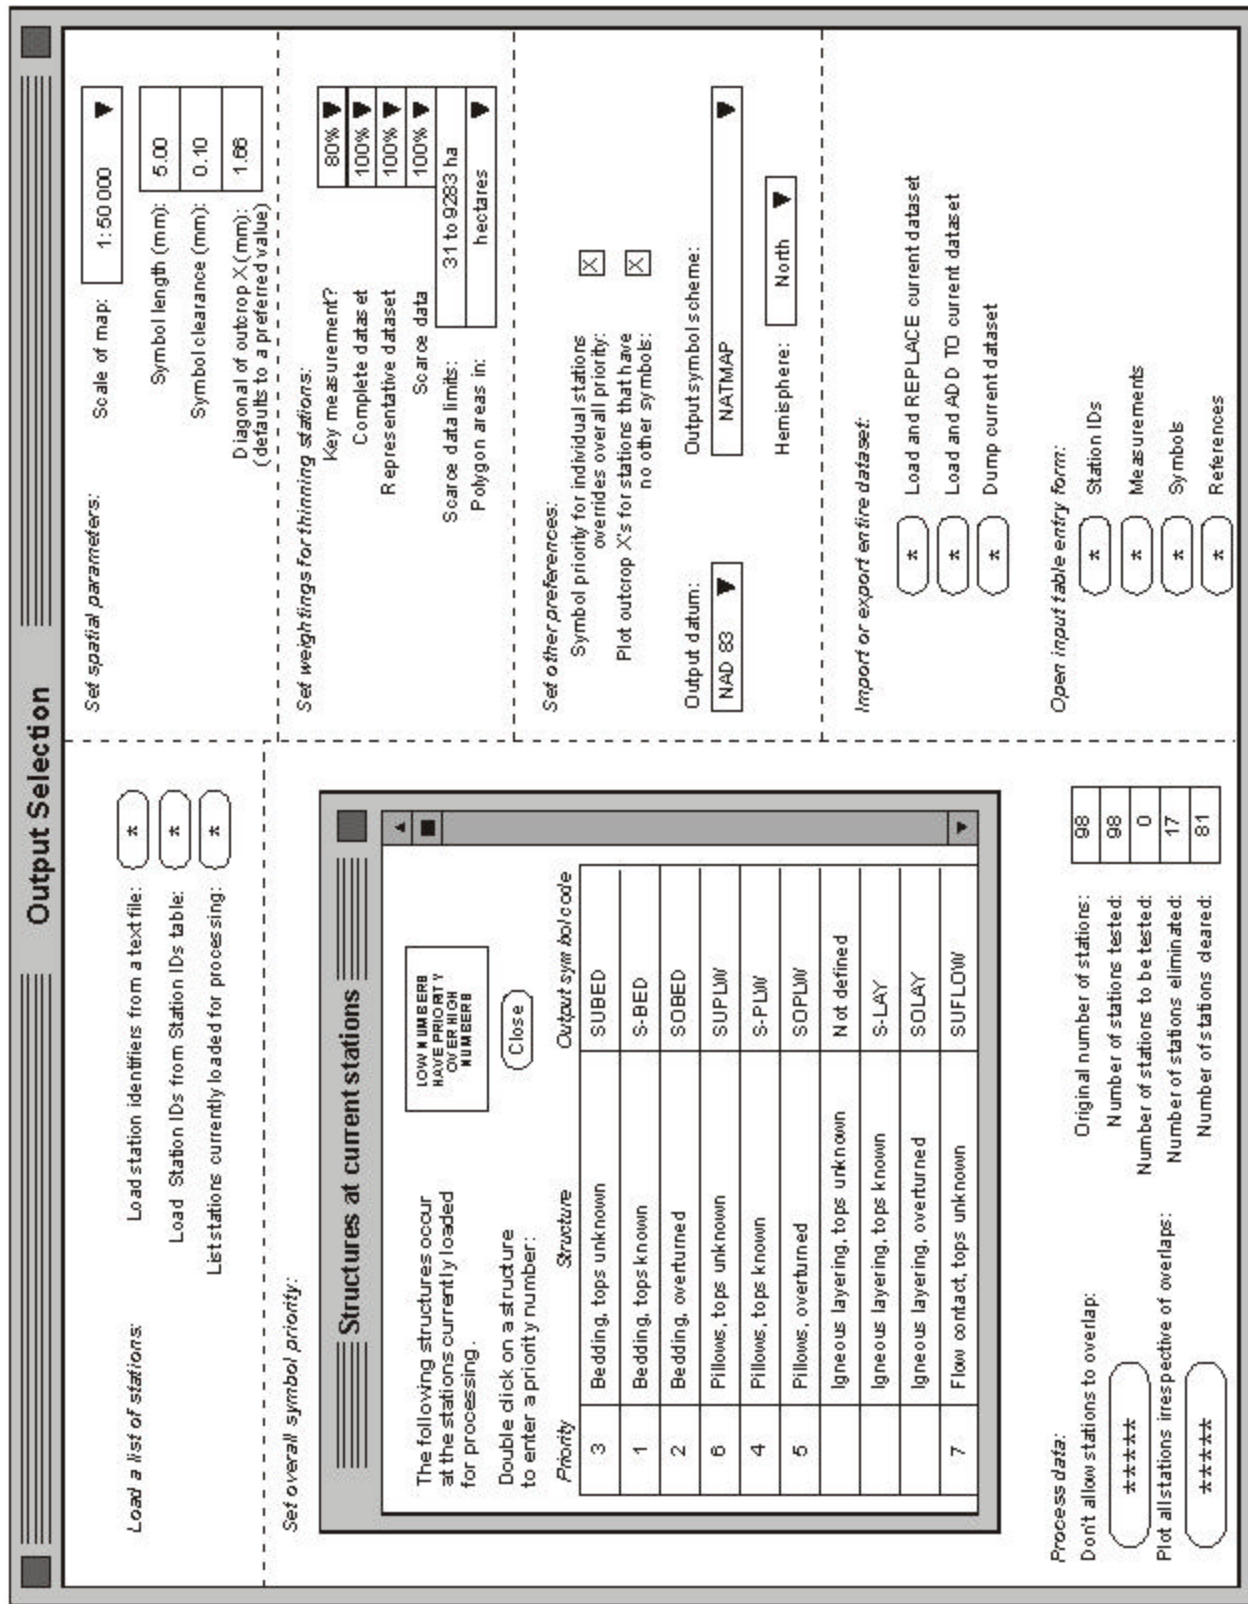 Output Selection
Load a list of stations:
Load station identifiers from a text file: *
Load Station IDs from Station IDs table: *
List stations currently loaded for processing: *
Set overall symbol priority:
Structures at current stations
The following structures occur
at the stations currently loaded
for processing.
LOW NUMBERS
HAVE PRIORITY
OVER HIGH
NUMBERS
Double click on a structure
to enter a priority number:
Close
Priority Structure Output symbol code
3 Bedding, tops unknown SUBED
1 Bedding, tops known S-BED
2 Bedding, overturned SOBED
6 Pillows, tops unknown SUPLW
4 Pillows, tops known S-PLW
5 Pillows, overturned SOPLW
Igneous layering, tops unknown Not defined
Igneous layering, tops known S-LAY
Igneous layering, overturned SOLAY
7 Flow contact, tops unknown SUFLOW
Process data:
Don't allow stations to overlap:
*****
Plot all stations irrespective of overlaps:
*****
Original number of stations: 98
Number of stations tested: 98
Number of stations to be tested: 0
Number of stations eliminated: 17
Number of stations cleared: 81
Set spatial parameters:
Scale of map: 1:50 000
Symbol length (mm): 5.00
Symbol clearance (mm): 0.10
Diagonal of outcrop X (mm): 1.66
(defaults to a preferred value)
Set weightings for thinning stations:
Key measurement? 80%
Complete dataset 100%
Representative dataset 100%
Scarce data 100%
Scarce data limits: 31 to 9283 ha
Polygon areas in: hectares
Set other preferences:
Symbol priority for individual stations
overrides overall priority: X
Plot outcrop X's for stations that have
no other symbols: X
Output datum: Output symbol scheme:
NAD 83 NATMAP
Hemisphere: North
Import or export entire dataset:
* Load and REPLACE current dataset
* Load and ADD TO current dataset
* Dump current dataset
Open input table entry form:
* Station IDs
* Measurements
* Symbols
* References